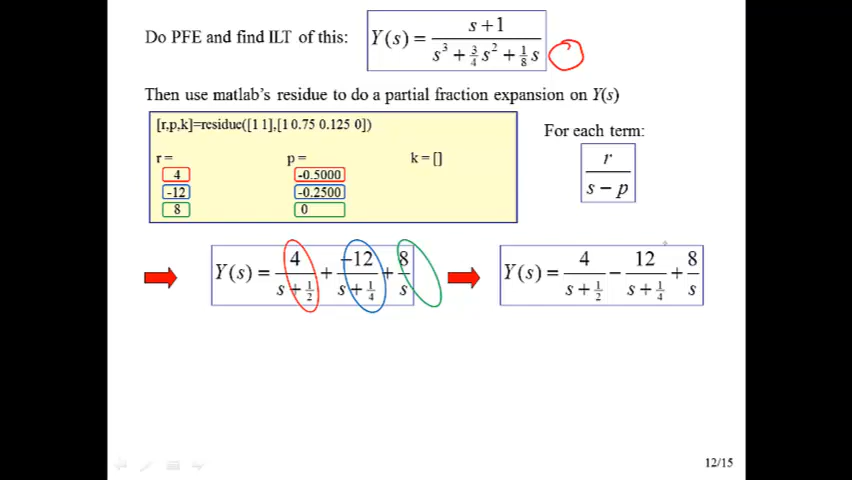 Do PFE and find ILT of this: Y(s) = (s+1)/(s³ + ¾s² + ⅛s)
Then use matlab's residue to do a partial fraction expansion on Y(s)
[r,p,k]=residue([1 1],[1 0.75 0.125 0])
r = p = k = []
4 -0.5000
-12 -0.2500
8 0
For each term:
r/(s − p)
Y(s) = 4/(s + ½) + −12/(s + ¼) + 8/s
Y(s) = 4/(s + ½) − 12/(s + ¼) + 8/s
12/15